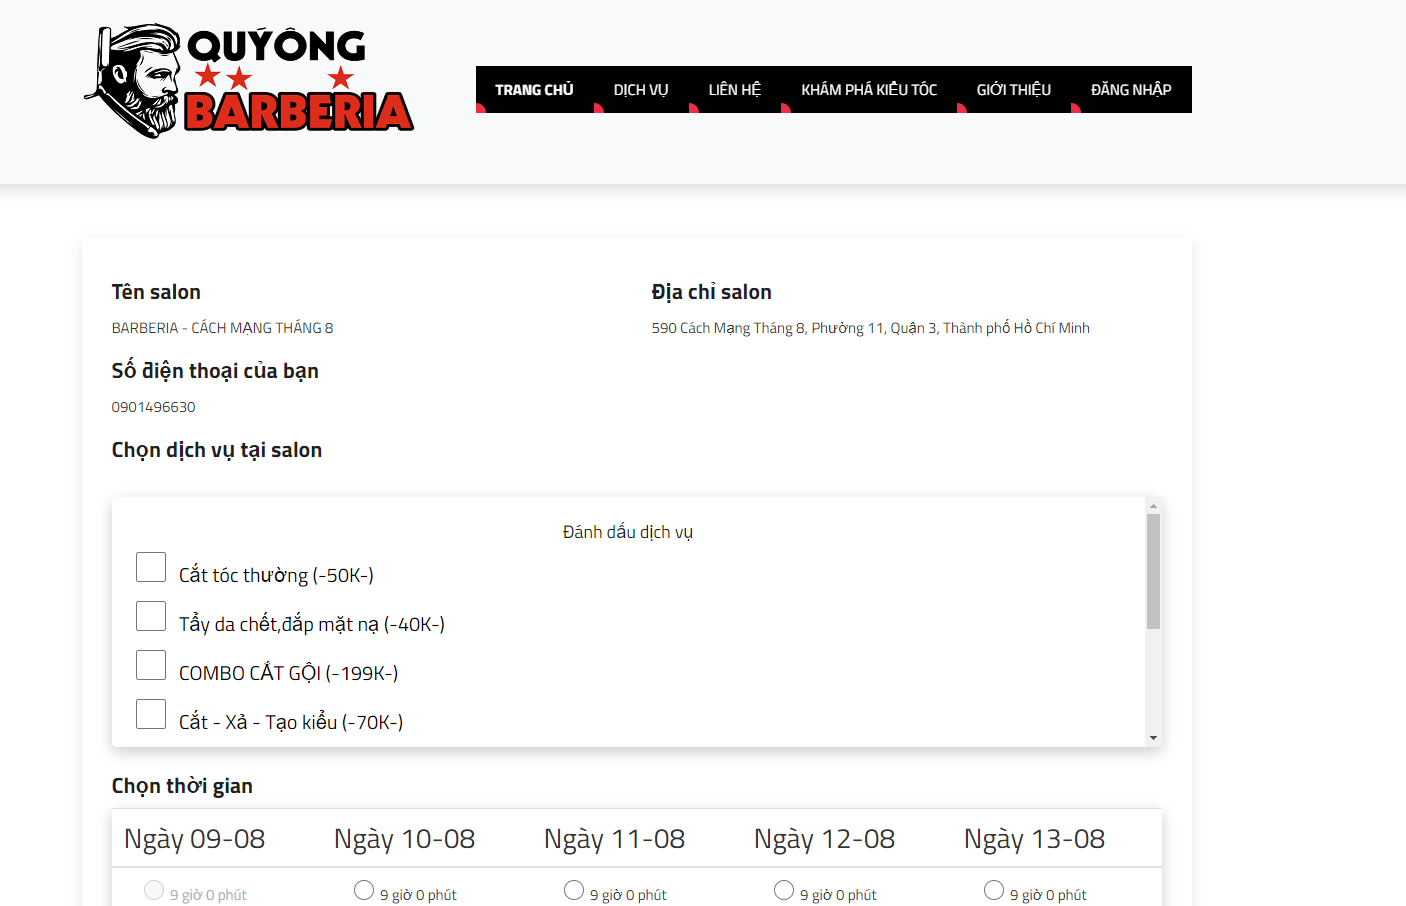 QUÝÔNG
BARBERIA
TRANG CHỦ DỊCH VỤ LIÊN HỆ KHÁM PHÁ KIỂU TÓC GIỚI THIỆU ĐĂNG NHẬP
Tên salon
BARBERIA - CÁCH MẠNG THÁNG 8
Địa chỉ salon
590 Cách Mạng Tháng 8, Phường 11, Quận 3, Thành phố Hồ Chí Minh
Số điện thoại của bạn
0901496630
Chọn dịch vụ tại salon
Đánh dấu dịch vụ
Cắt tóc thường (-50K-)
Tẩy da chết,đắp mặt nạ (-40K-)
COMBO CẮT GỘI (-199K-)
Cắt - Xả - Tạo kiểu (-70K-)
Chọn thời gian
Ngày 09-08 Ngày 10-08 Ngày 11-08 Ngày 12-08 Ngày 13-08
9 giờ 0 phút 9 giờ 0 phút 9 giờ 0 phút 9 giờ 0 phút 9 giờ 0 phút